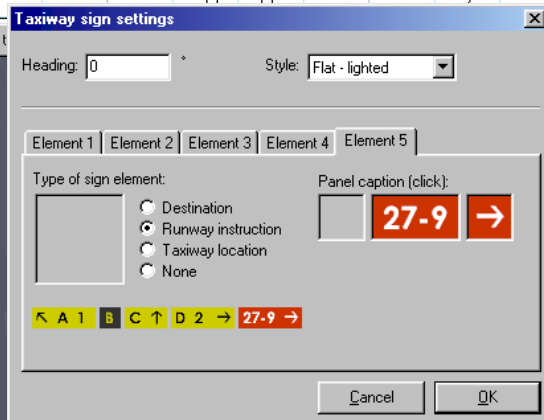 Taxiway sign settings
Heading: 0 °
Style: Flat - lighted
Element 1 Element 2 Element 3 Element 4 Element 5
Type of sign element:
Panel caption (click):
Destination
Runway instruction
Taxiway location
None
27-9 →
↖ A 1 B C ↑ D 2 → 27-9 →
Cancel OK